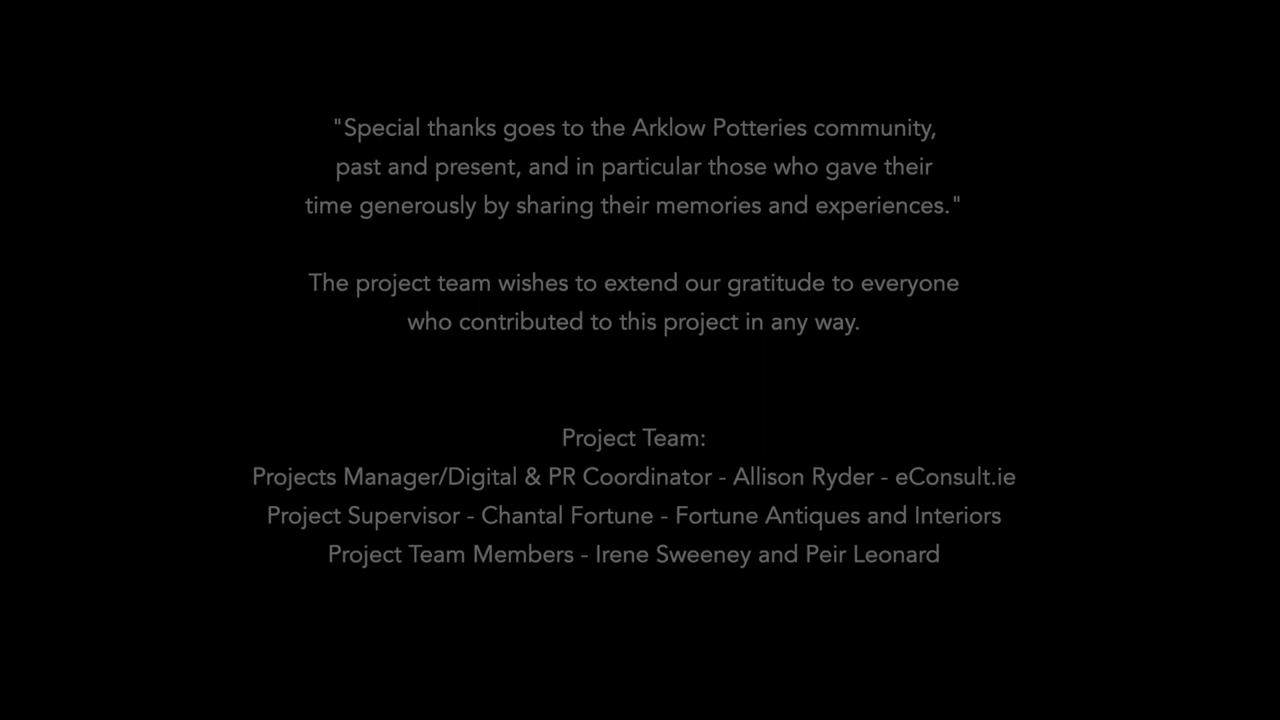 "Special thanks goes to the Arklow Potteries community,
past and present, and in particular those who gave their
time generously by sharing their memories and experiences."
The project team wishes to extend our gratitude to everyone
who contributed to this project in any way.
Project Team:
Projects Manager/Digital & PR Coordinator - Allison Ryder - eConsult.ie
Project Supervisor - Chantal Fortune - Fortune Antiques and Interiors
Project Team Members - Irene Sweeney and Peir Leonard